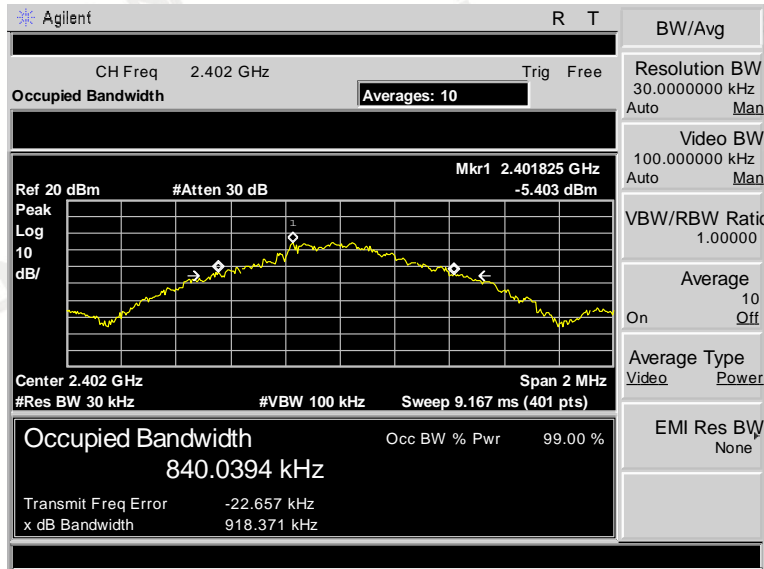 Agilent R T
CH Freq 2.402 GHz Trig Free
Occupied Bandwidth Averages: 10
Mkr1 2.401825 GHz
Ref 20 dBm #Atten 30 dB -5.403 dBm
Peak
Log
10
dB/
1
Center 2.402 GHz Span 2 MHz
#Res BW 30 kHz #VBW 100 kHz Sweep 9.167 ms (401 pts)
Occupied Bandwidth Occ BW % Pwr 99.00 %
840.0394 kHz
Transmit Freq Error -22.657 kHz
x dB Bandwidth 918.371 kHz
BW/Avg
Resolution BW
30.0000000 kHz
Auto Man
Video BW
100.000000 kHz
Auto Man
VBW/RBW Ratio
1.00000
Average
10
On Off
Average Type
Video Power
EMI Res BW
None